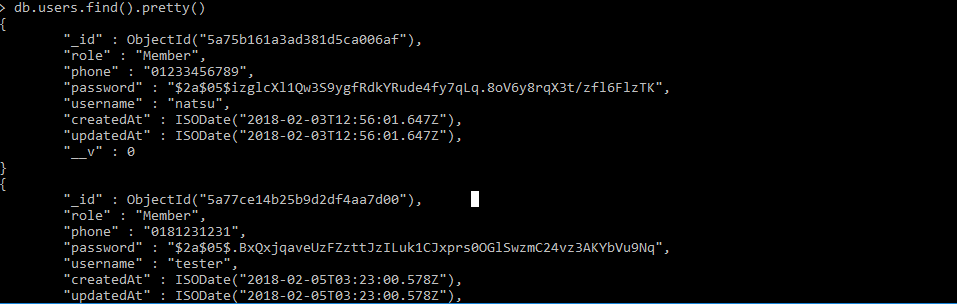 > db.users.find().pretty()
{
"_id" : ObjectId("5a75b161a3ad381d5ca006af"),
"role" : "Member",
"phone" : "01233456789",
"password" : "$2a$05$izglcXl1Qw3S9ygfRdkYRude4fy7qLq.8oV6y8rqX3t/zfl6FlzTK",
"username" : "natsu",
"createdAt" : ISODate("2018-02-03T12:56:01.647Z"),
"updatedAt" : ISODate("2018-02-03T12:56:01.647Z"),
"__v" : 0
}
{
"_id" : ObjectId("5a77ce14b25b9d2df4aa7d00"),
"role" : "Member",
"phone" : "0181231231",
"password" : "$2a$05$.BxQxjqaveUzFZzttJzILuk1CJxprs0OGlSwzmC24vz3AKYbVu9Nq",
"username" : "tester",
"createdAt" : ISODate("2018-02-05T03:23:00.578Z"),
"updatedAt" : ISODate("2018-02-05T03:23:00.578Z"),